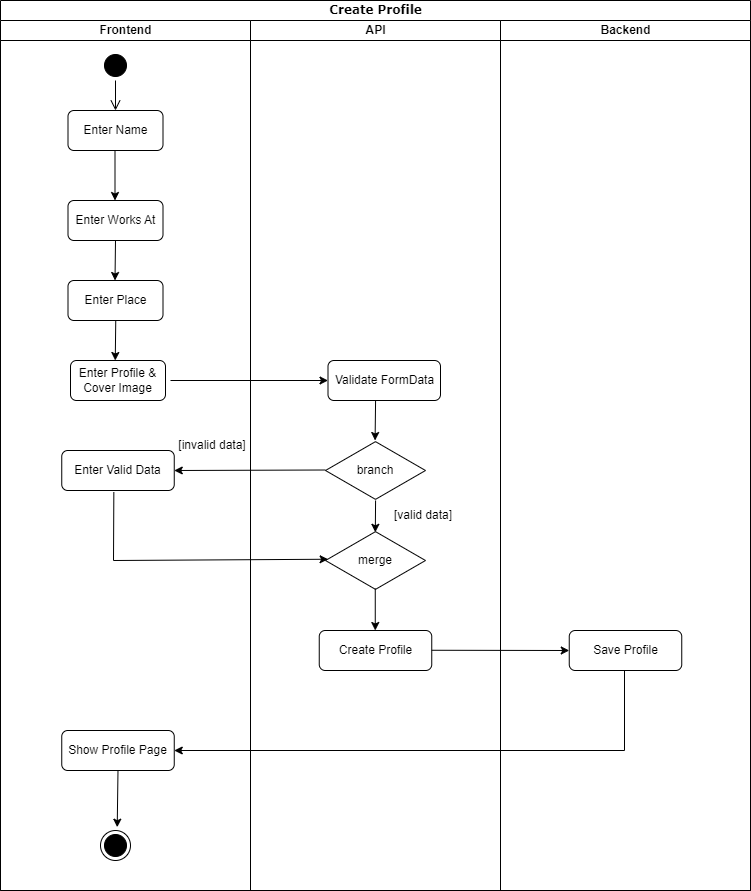 Create Profile
Frontend
API
Backend
Enter Name
Enter Works At
Enter Place
Enter Profile &
Cover Image
Validate FormData
[invalid data]
Enter Valid Data
branch
[valid data]
merge
Create Profile
Save Profile
Show Profile Page